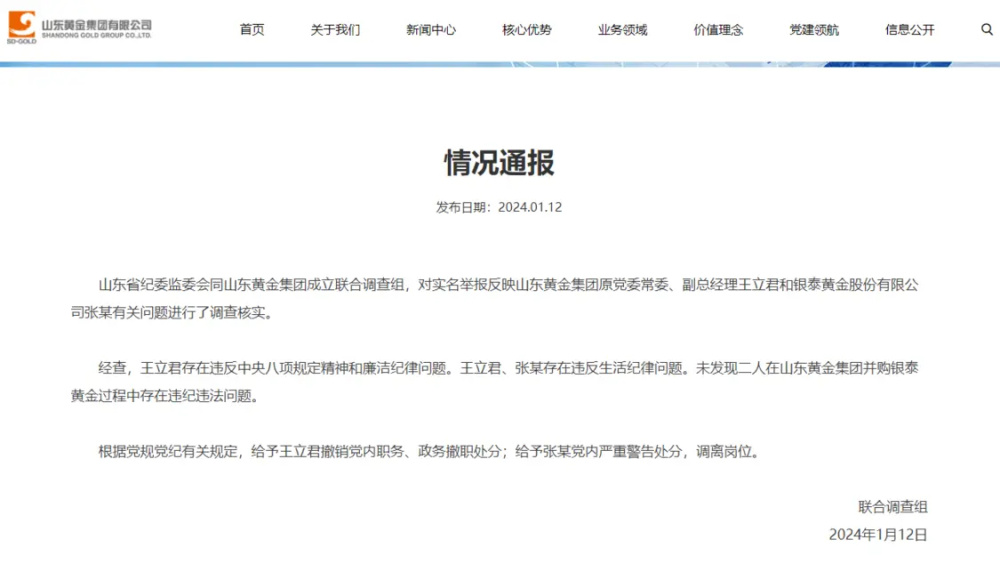 山东黄金集团有限公司
SHANDONG GOLD GROUP CO.,LTD.
SD-GOLD
首页 关于我们 新闻中心 核心优势 业务领域 价值理念 党建领航 信息公开
情况通报
发布日期：2024.01.12
山东省纪委监委会同山东黄金集团成立联合调查组，对实名举报反映山东黄金集团原党委常委、副总经理王立君和银泰黄金股份有限公
司张某有关问题进行了调查核实。
经查，王立君存在违反中央八项规定精神和廉洁纪律问题。王立君、张某存在违反生活纪律问题。未发现二人在山东黄金集团并购银泰
黄金过程中存在违纪违法问题。
根据党规党纪有关规定，给予王立君撤销党内职务、政务撤职处分；给予张某党内严重警告处分，调离岗位。
联合调查组
2024年1月12日